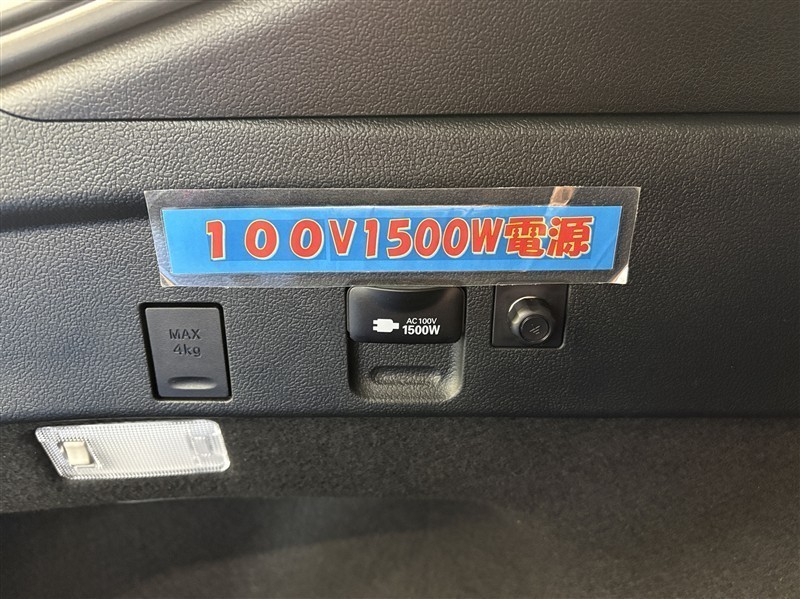 １００V1500W電源
MAX
4kg
AC100V
1500W